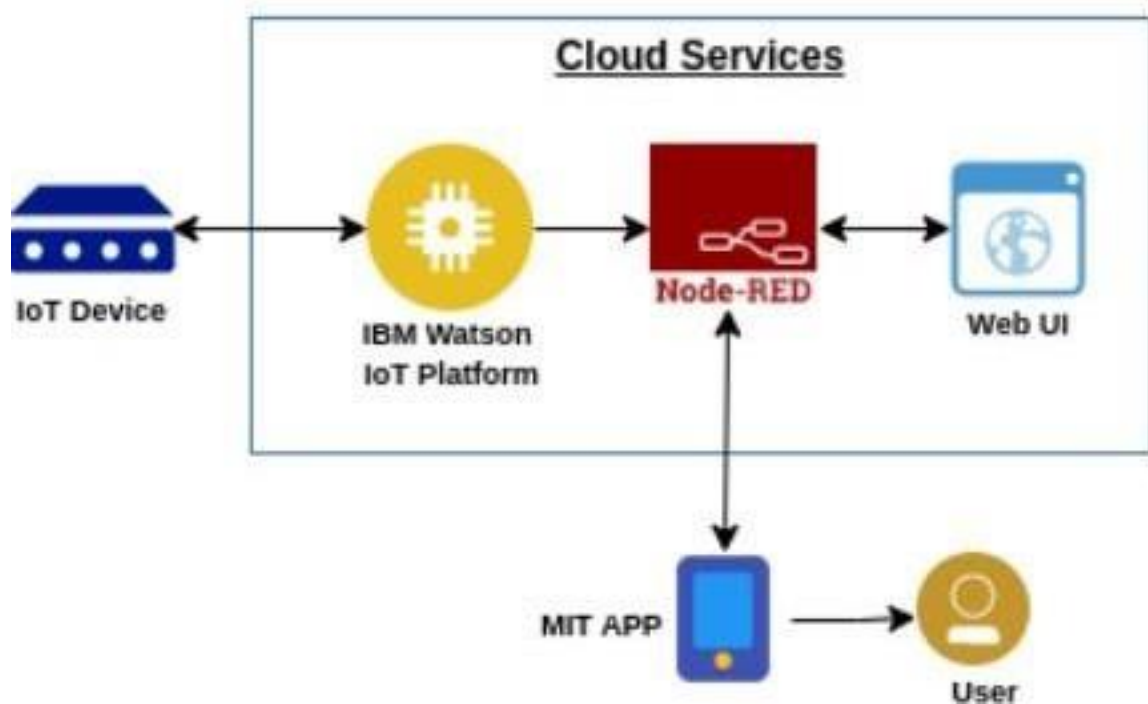 Cloud Services
IoT Device
IBM Watson
IoT Platform
Node-RED
Web UI
MIT APP
User